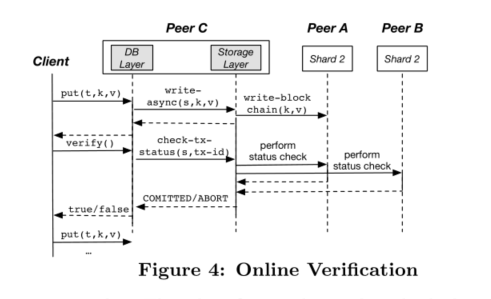 Peer C
Peer A
Peer B
Client
DB
Layer
Storage
Layer
Shard 2
Shard 2
put(t,k,v)
write-
async(s,k,v)
write-block
chain(k,v)
verify()
check-tx-
status(s,tx-id)
perform
status check
perform
status check
COMITTED/ABORT
true/false
put(t,k,v)
…
Figure 4: Online Verification